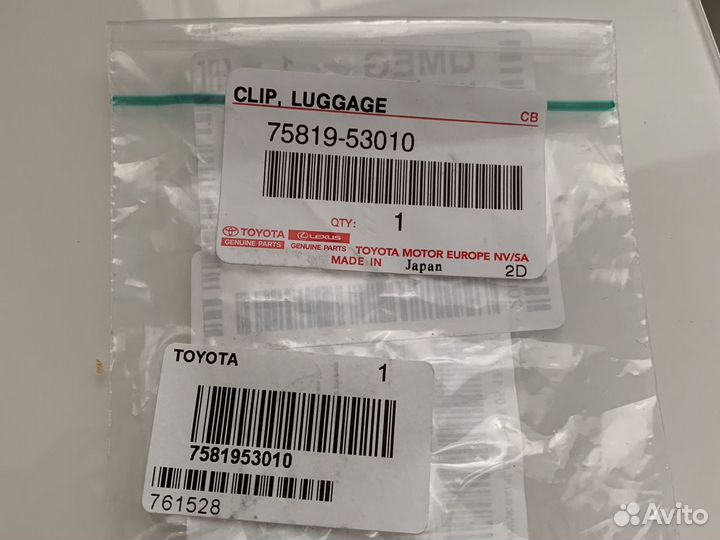 CLIP, LUGGAGE
CB
75819-53010
QTY: 1
TOYOTA LEXUS
GENUINE PARTS GENUINE PARTS TOYOTA MOTOR EUROPE NV/SA
MADE IN Japan 2D
TOYOTA 1
7581953010
761528
Avito